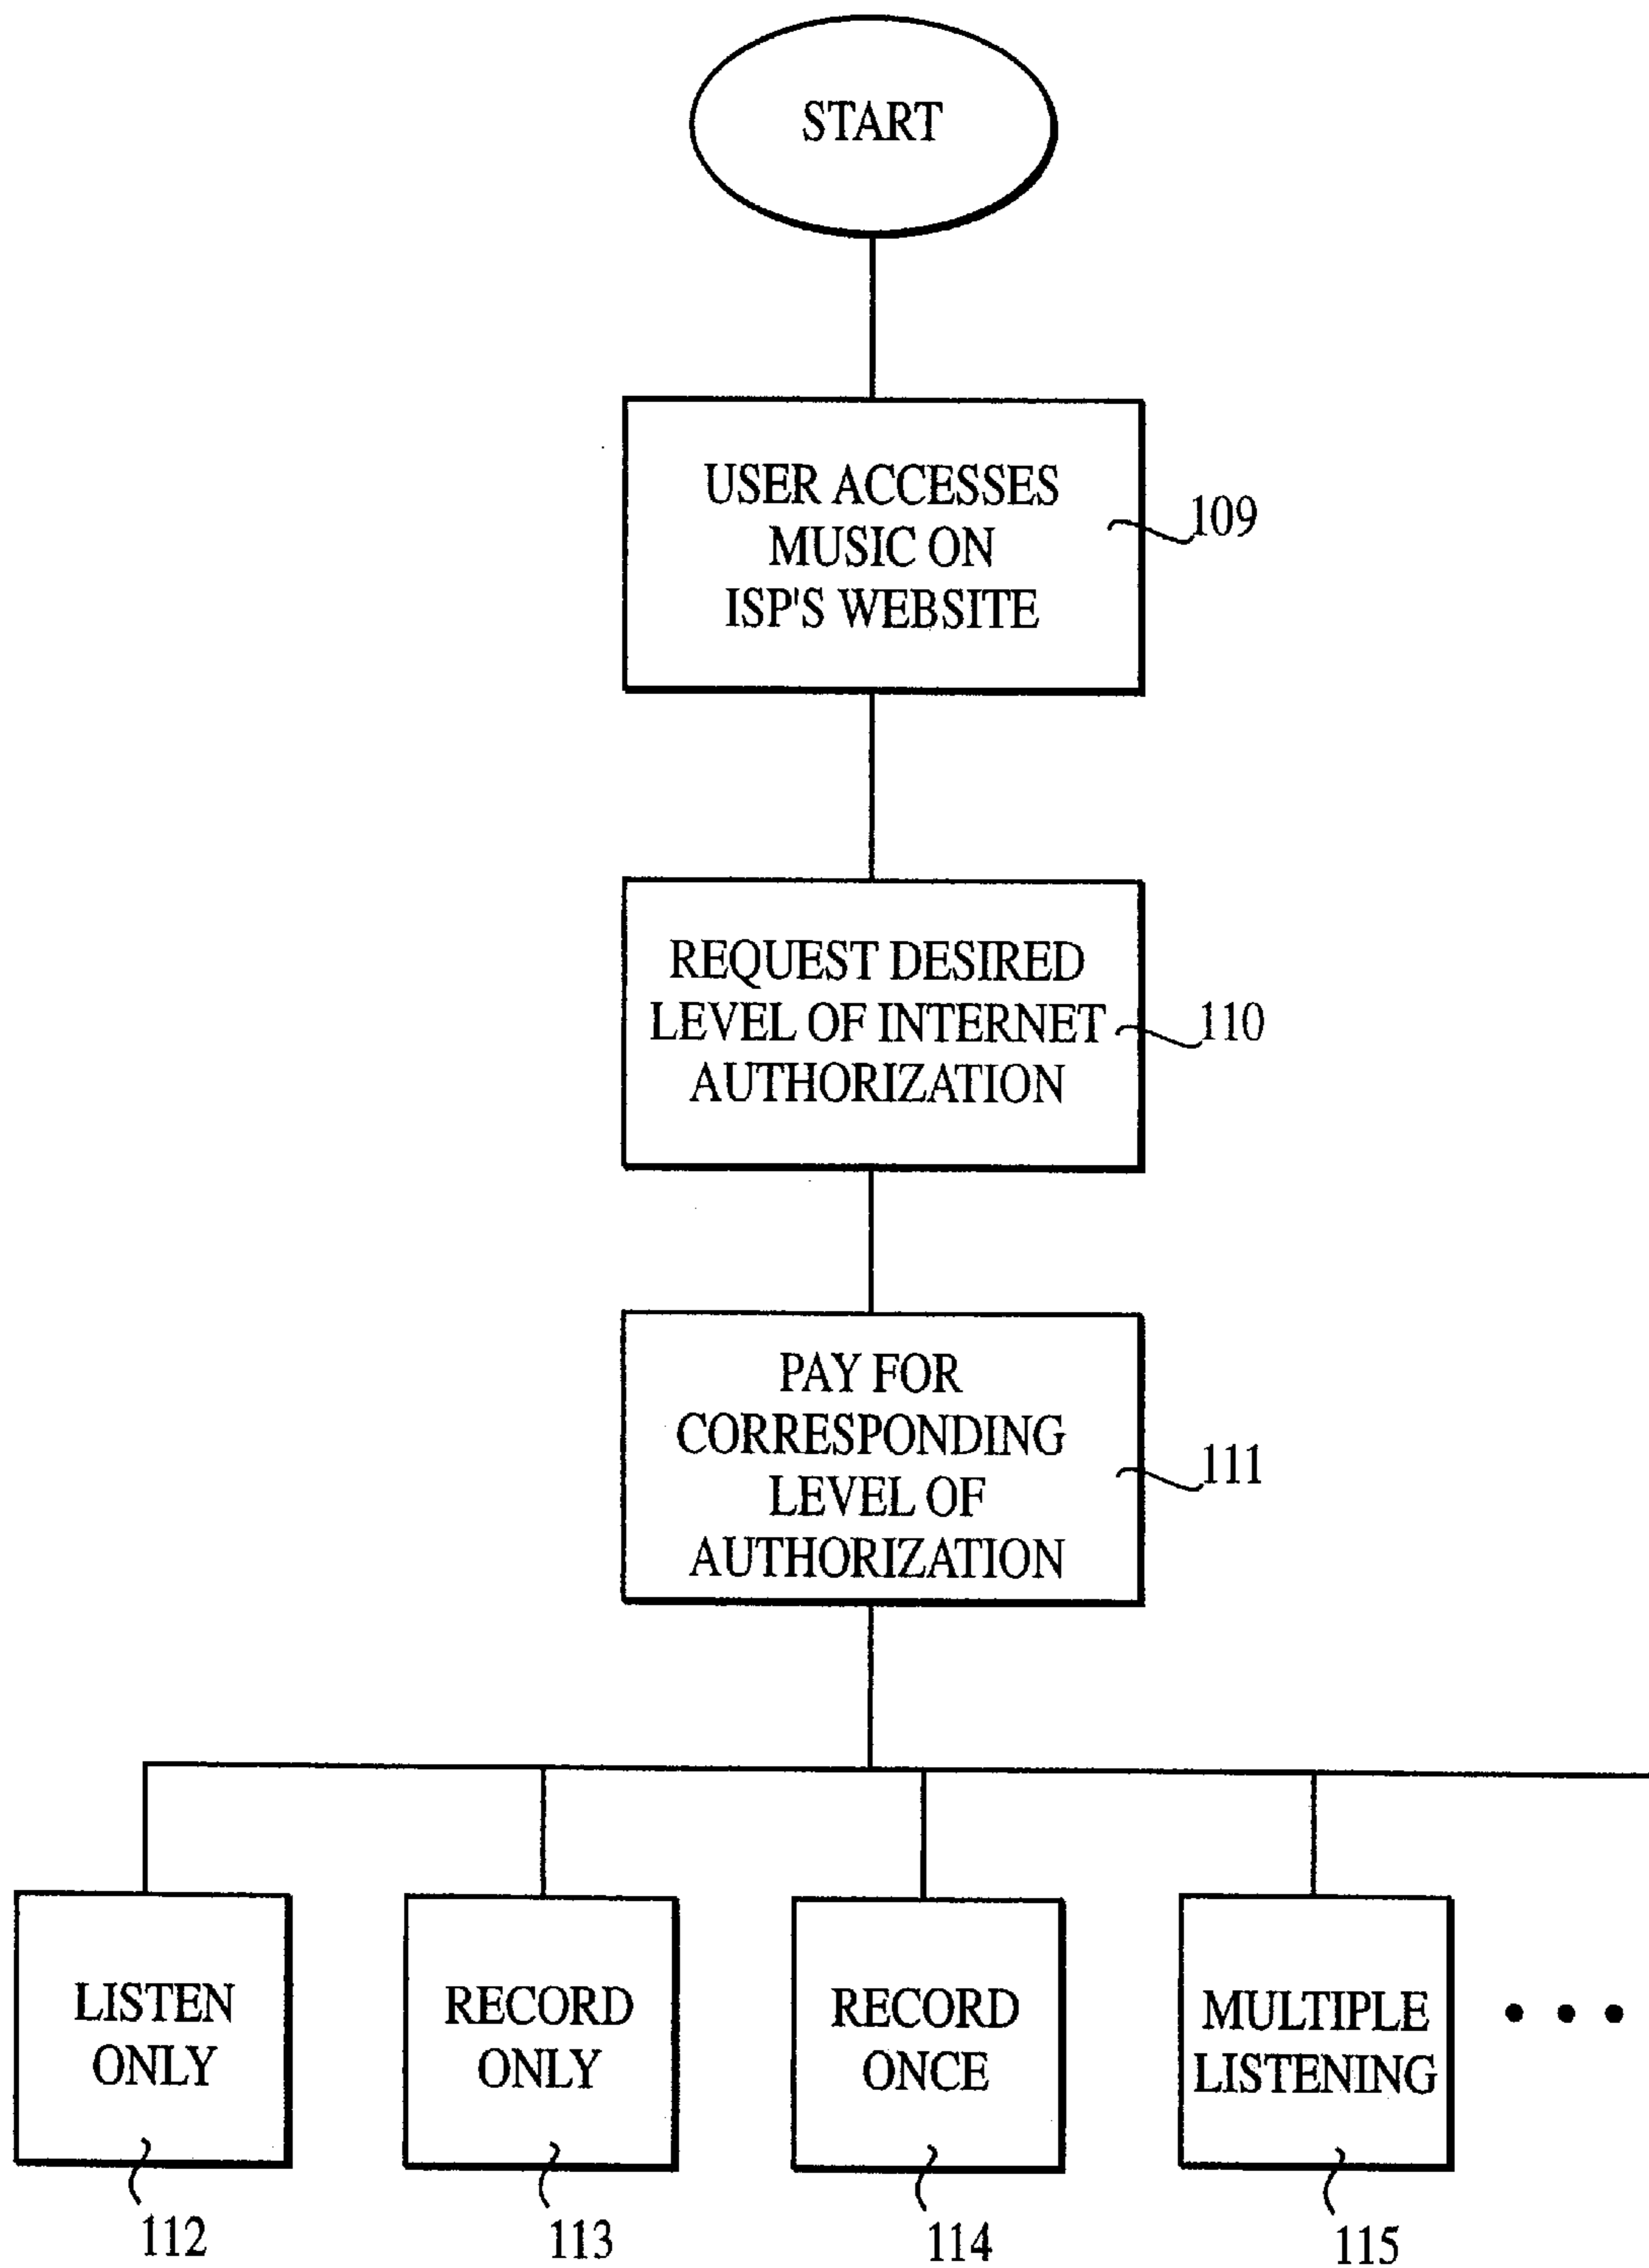 START
USER ACCESSES
MUSIC ON
ISP'S WEBSITE
109
REQUEST DESIRED
LEVEL OF INTERNET
AUTHORIZATION
110
PAY FOR
CORRESPONDING
LEVEL OF
AUTHORIZATION
111
LISTEN
ONLY
112
RECORD
ONLY
113
RECORD
ONCE
114
MULTIPLE
LISTENING
115
• • •